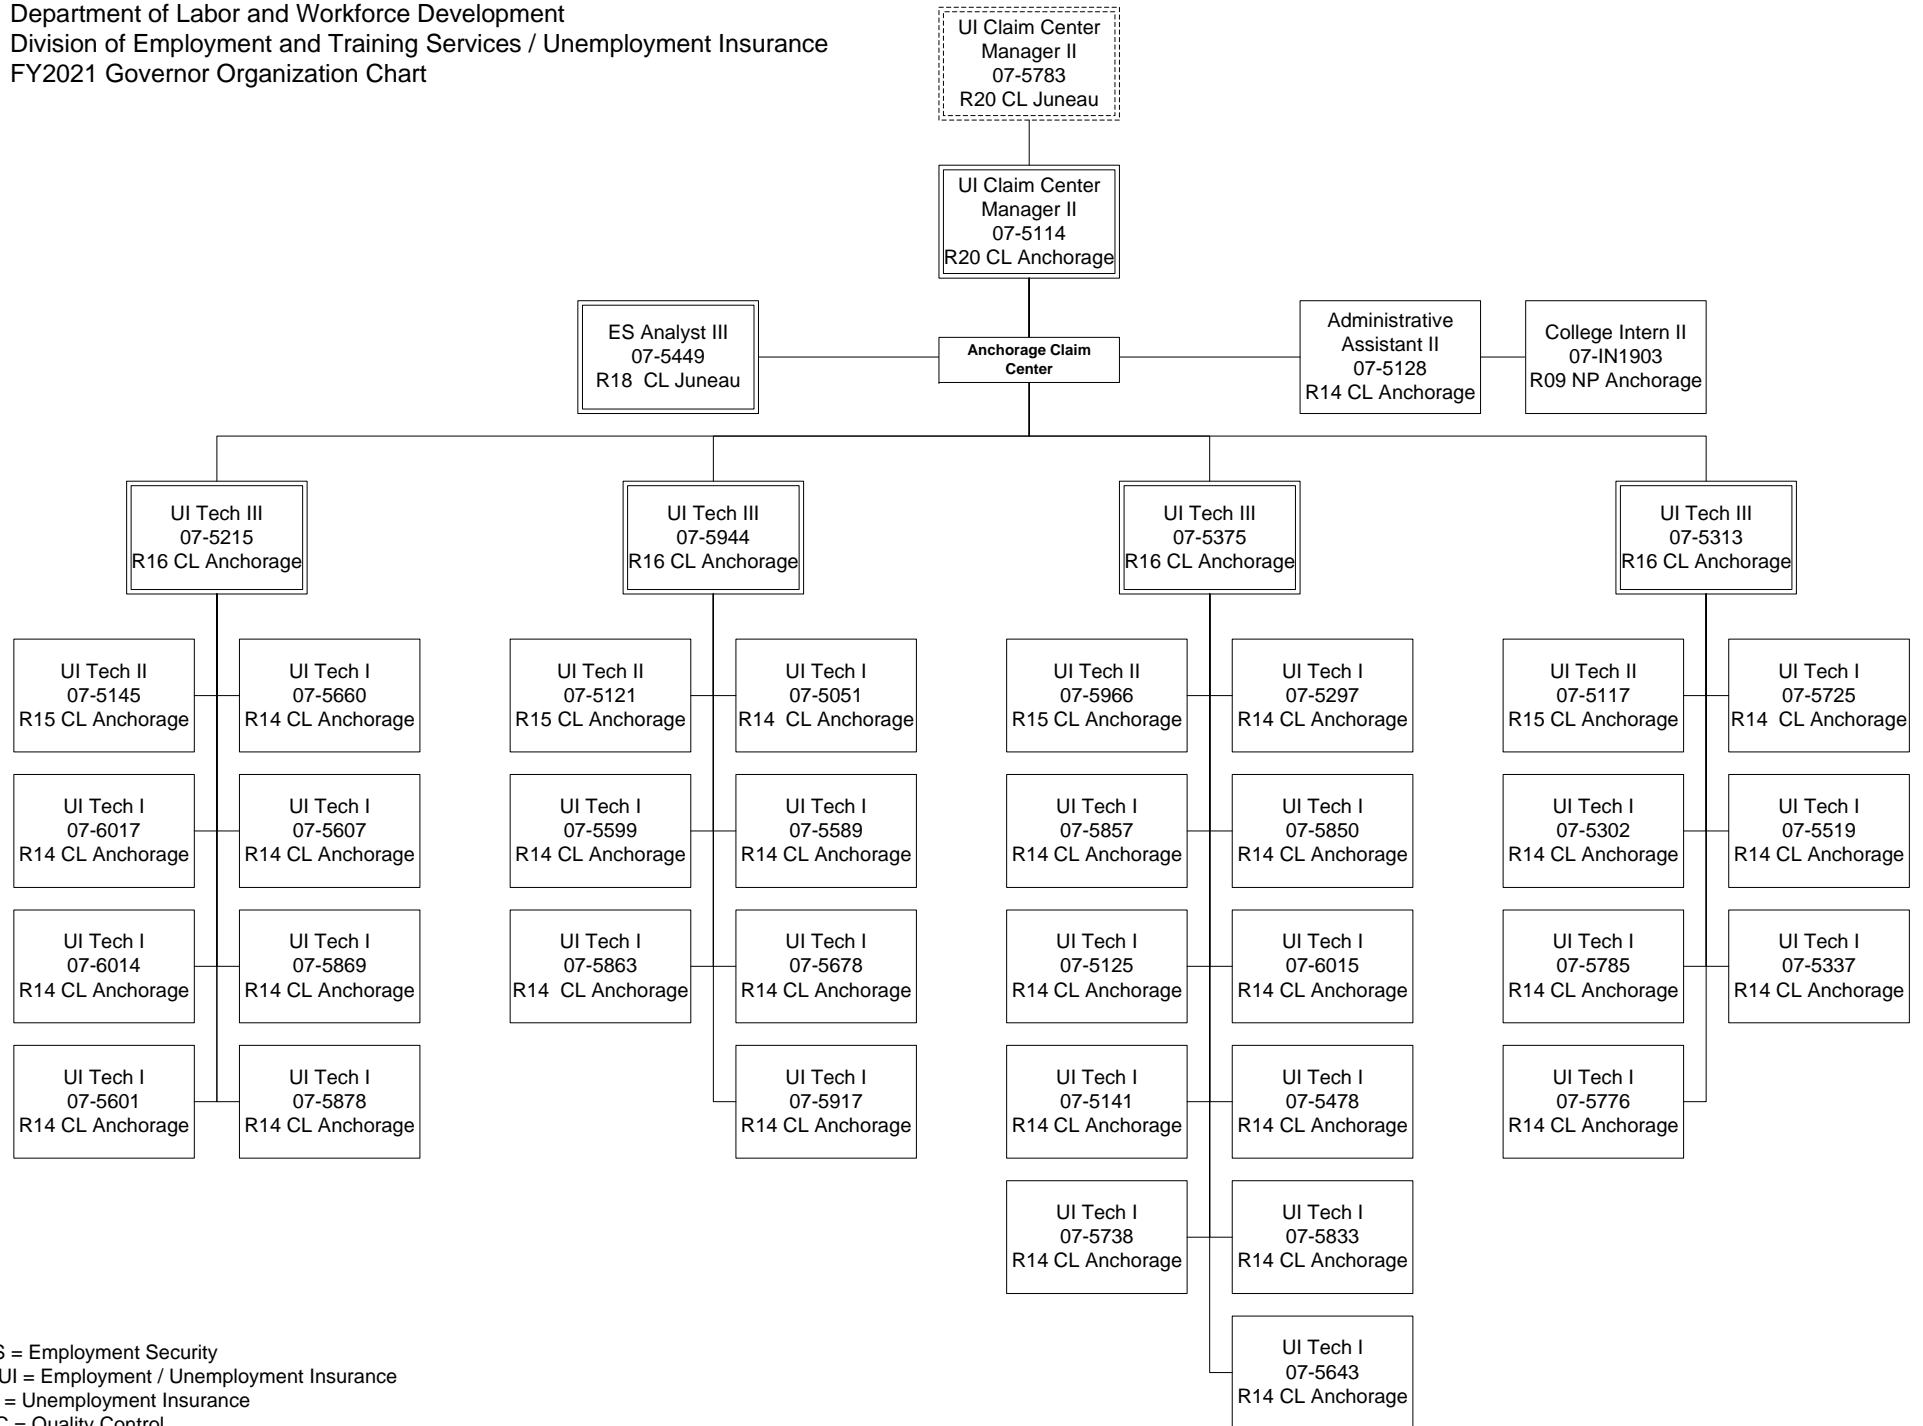 Department of Labor and Workforce Development
Division of Employment and Training Services / Unemployment Insurance
FY2021 Governor Organization Chart
UI Claim Center
Manager II
07-5783
R20 CL Juneau
UI Claim Center
Manager II
07-5114
R20 CL Anchorage
ES Analyst III
07-5449
R18  CL Juneau
Anchorage Claim
Center
Administrative
Assistant II
07-5128
R14 CL Anchorage
College Intern II
07-IN1903
R09 NP Anchorage
UI Tech III
07-5215
R16 CL Anchorage
UI Tech III
07-5944
R16 CL Anchorage
UI Tech III
07-5375
R16 CL Anchorage
UI Tech III
07-5313
R16 CL Anchorage
UI Tech II
07-5145
R15 CL Anchorage
UI Tech I
07-5660
R14 CL Anchorage
UI Tech II
07-5121
R15 CL Anchorage
UI Tech I
07-5051
R14  CL Anchorage
UI Tech II
07-5966
R15 CL Anchorage
UI Tech I
07-5297
R14 CL Anchorage
UI Tech II
07-5117
R15 CL Anchorage
UI Tech I
07-5725
R14  CL Anchorage
UI Tech I
07-6017
R14 CL Anchorage
UI Tech I
07-5607
R14 CL Anchorage
UI Tech I
07-5599
R14 CL Anchorage
UI Tech I
07-5589
R14 CL Anchorage
UI Tech I
07-5857
R14 CL Anchorage
UI Tech I
07-5850
R14 CL Anchorage
UI Tech I
07-5302
R14 CL Anchorage
UI Tech I
07-5519
R14 CL Anchorage
UI Tech I
07-6014
R14 CL Anchorage
UI Tech I
07-5869
R14 CL Anchorage
UI Tech I
07-5863
R14  CL Anchorage
UI Tech I
07-5678
R14 CL Anchorage
UI Tech I
07-5125
R14 CL Anchorage
UI Tech I
07-6015
R14 CL Anchorage
UI Tech I
07-5785
R14 CL Anchorage
UI Tech I
07-5337
R14 CL Anchorage
UI Tech I
07-5601
R14 CL Anchorage
UI Tech I
07-5878
R14 CL Anchorage
UI Tech I
07-5917
R14 CL Anchorage
UI Tech I
07-5141
R14 CL Anchorage
UI Tech I
07-5478
R14 CL Anchorage
UI Tech I
07-5776
R14 CL Anchorage
UI Tech I
07-5738
R14 CL Anchorage
UI Tech I
07-5833
R14 CL Anchorage
UI Tech I
07-5643
R14 CL Anchorage
S = Employment Security
UI = Employment / Unemployment Insurance
= Unemployment Insurance
= Quality Control